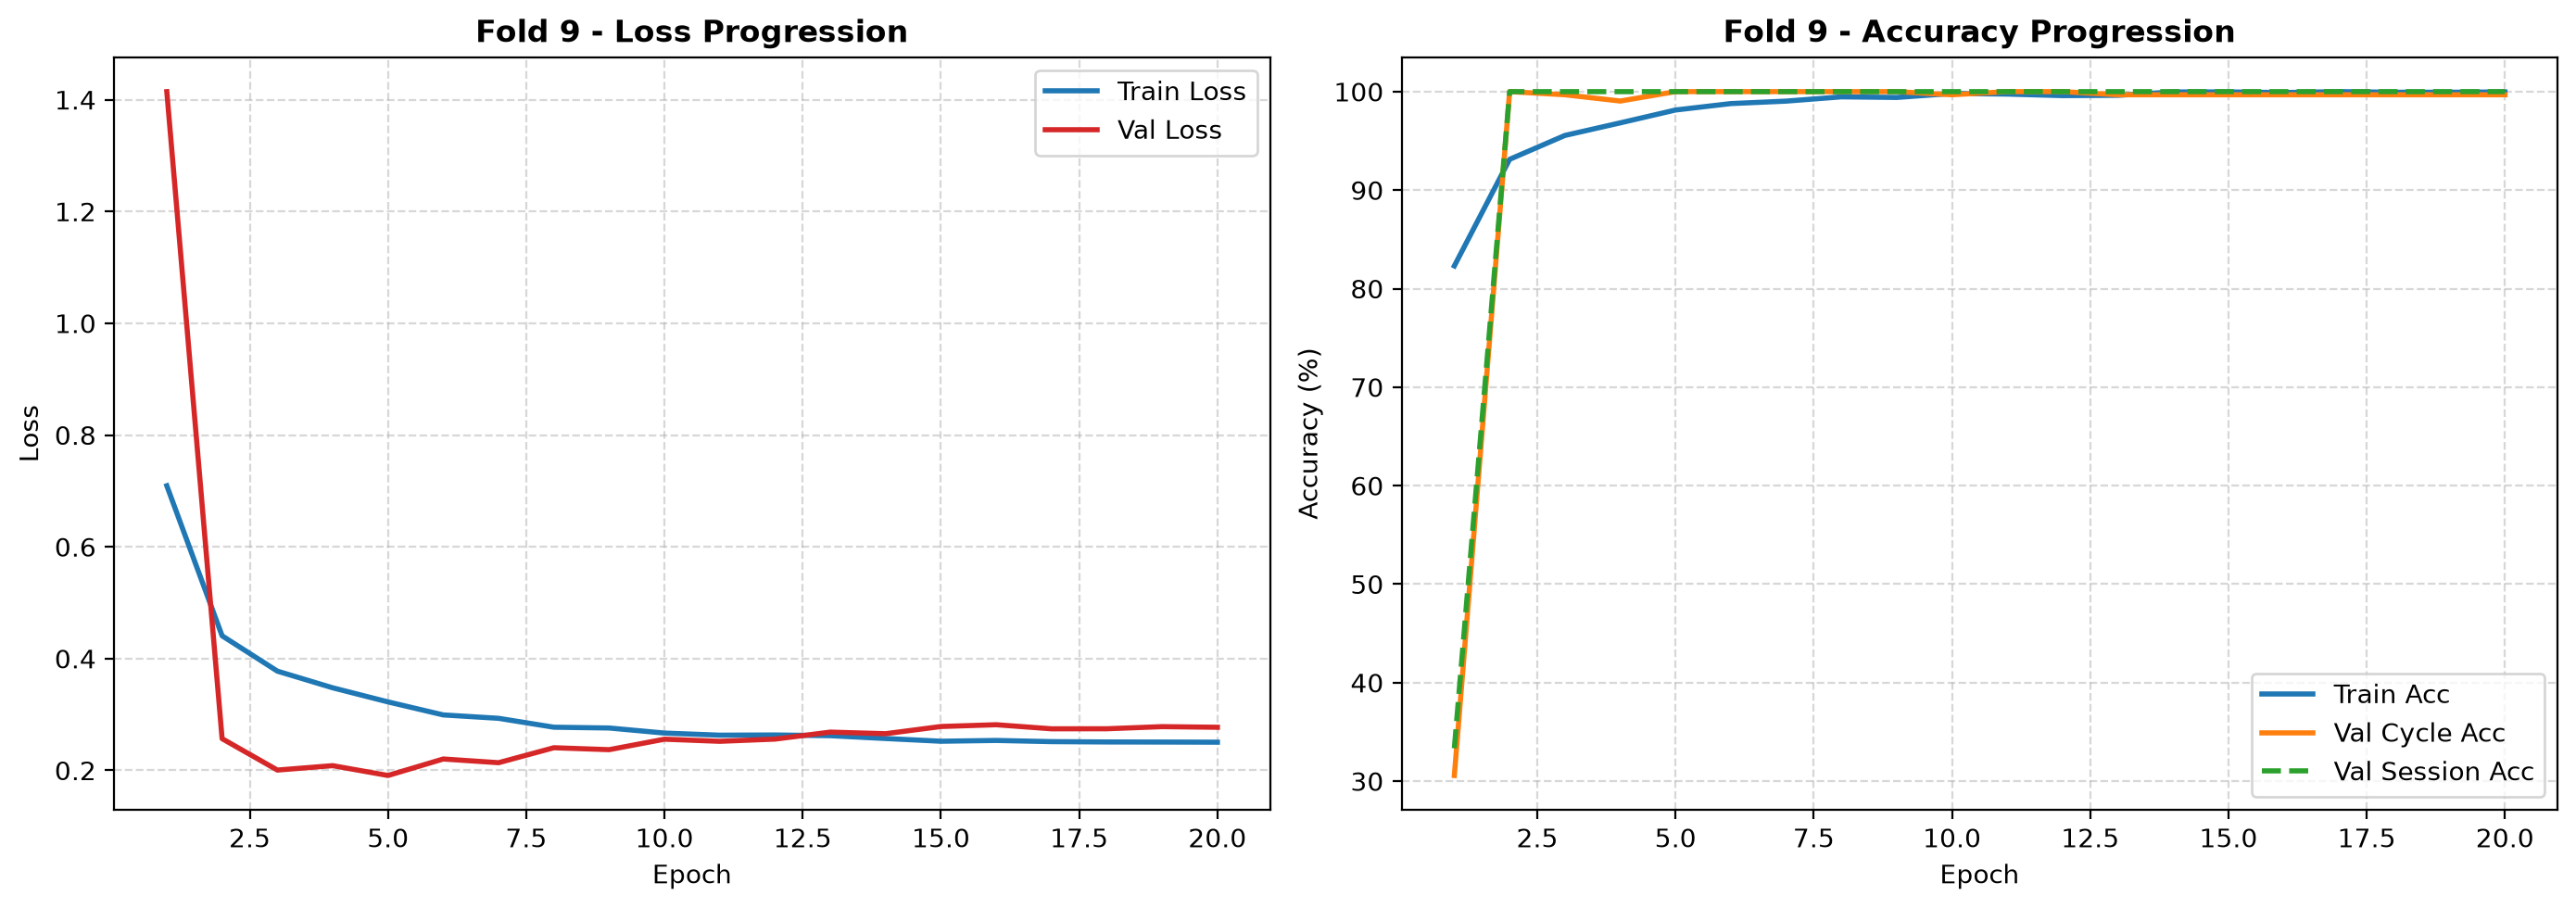 Fold 9 - Loss Progression
1.4
1.2
1.0
0.8
0.6
0.4
0.2
Loss
Train Loss
Val Loss
2.5 5.0 7.5 10.0 12.5 15.0 17.5 20.0
Epoch
Fold 9 - Accuracy Progression
100
90
80
70
60
50
40
30
Accuracy (%)
Train Acc
Val Cycle Acc
Val Session Acc
2.5 5.0 7.5 10.0 12.5 15.0 17.5 20.0
Epoch